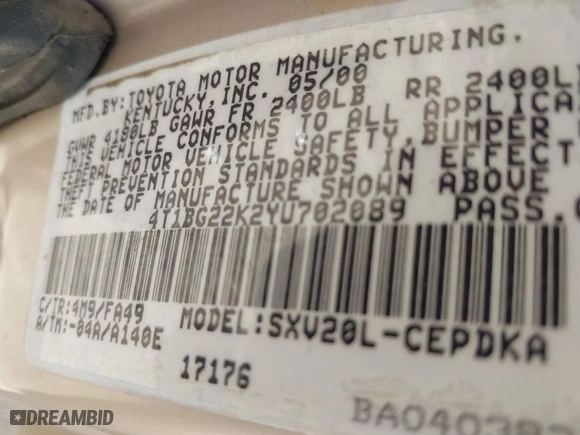 MFD.BY:TOYOTA MOTOR MANUFACTURING.
KENTUCKY,INC. 05/00
GVWR 4180LB GAWR FR 2400LB RR 2400LB
THIS VEHICLE CONFORMS TO ALL
FEDERAL MOTOR VEHICLE SAFETY,BUMPER
THEFT PREVENTION STANDARDS IN EFFECT
THE DATE OF MANUFACTURE SHOWN ABOVE
4T1BG22K2YU702089 PASS.
C/TR:4M9/FA49
A/TM:-04A/A140E MODEL:SXV20L-CEPDKA
17176
DREAMBID